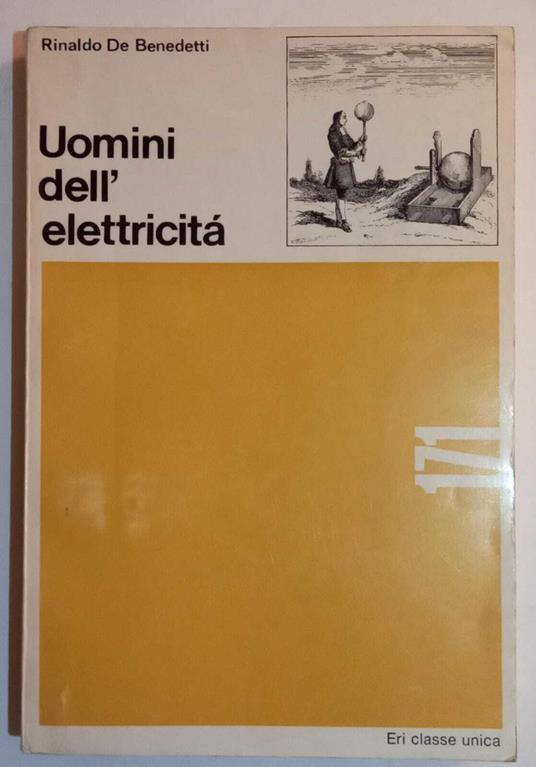 Rinaldo De Benedetti
Uomini
dell'
elettricitá
171
Eri classe unica